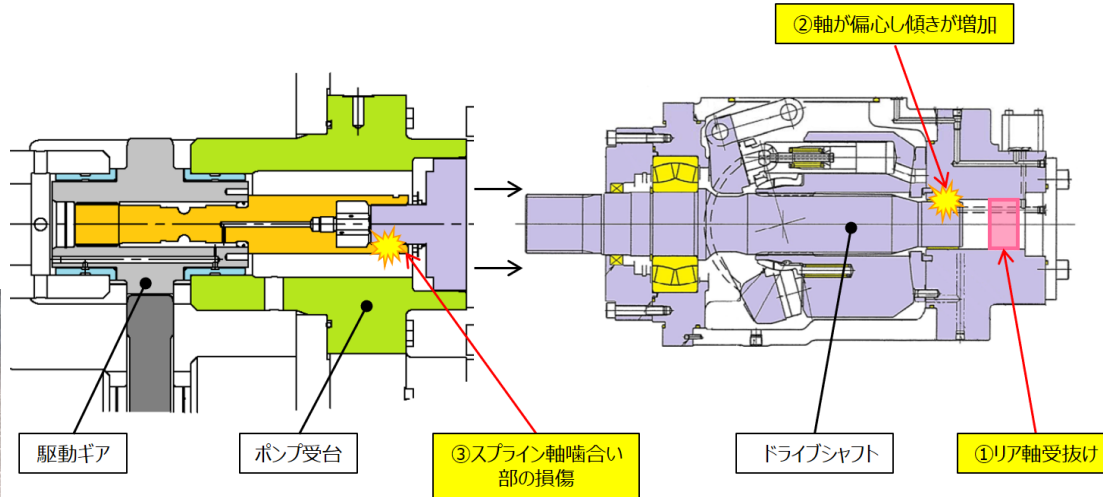 ②軸が偏心し傾きが増加
駆動ギア
ポンプ受台
③スプライン軸噛合い
部の損傷
ドライブシャフト
①リア軸受抜け